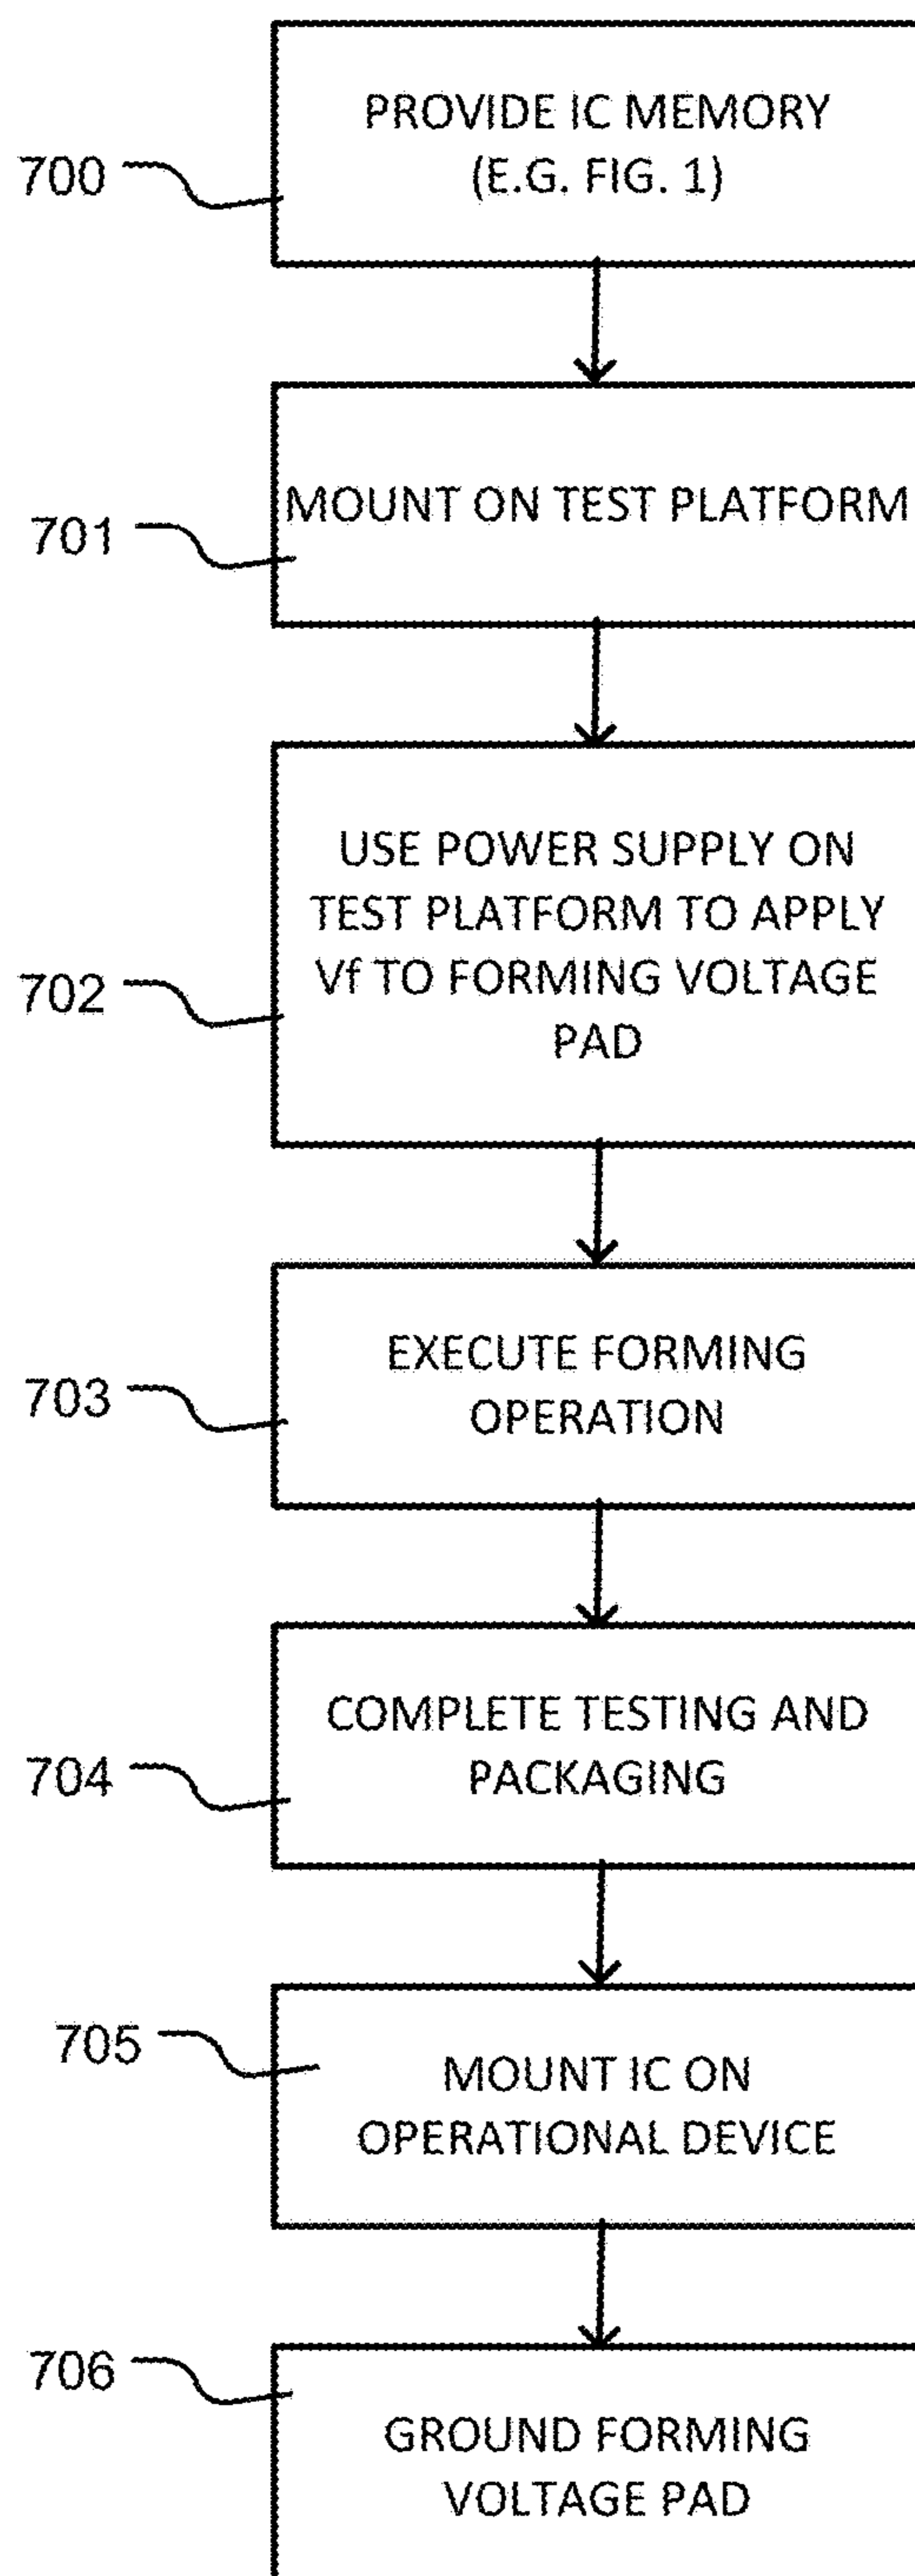 PROVIDE IC MEMORY
(E.G. FIG. 1)
700
MOUNT ON TEST PLATFORM
701
USE POWER SUPPLY ON
TEST PLATFORM TO APPLY
Vf TO FORMING VOLTAGE
PAD
702
EXECUTE FORMING
OPERATION
703
COMPLETE TESTING AND
PACKAGING
704
MOUNT IC ON
OPERATIONAL DEVICE
705
GROUND FORMING
VOLTAGE PAD
706